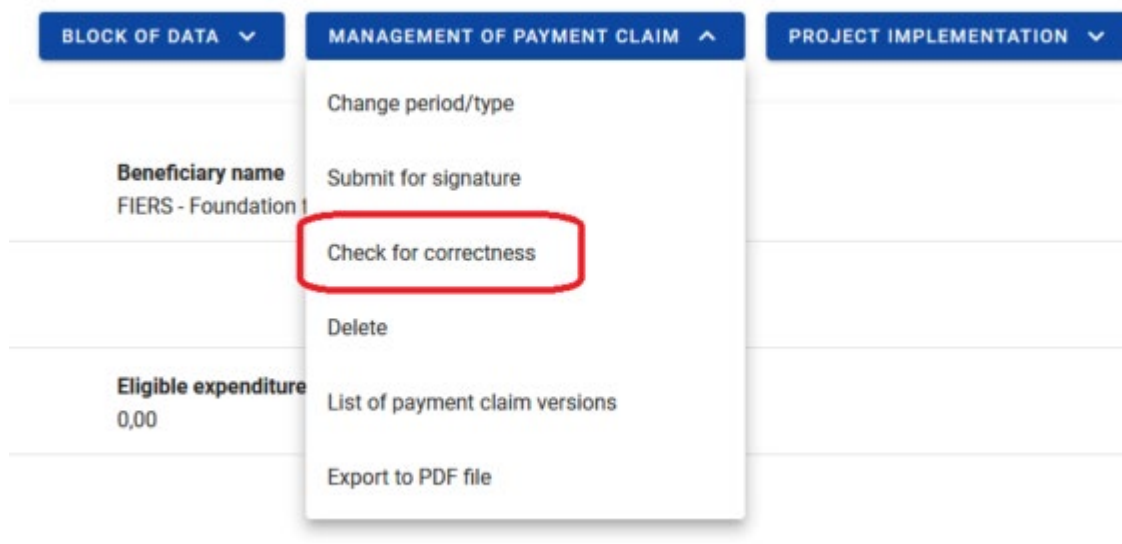 BLOCK OF DATA
MANAGEMENT OF PAYMENT CLAIM
PROJECT IMPLEMENTATION
Change period/type
Beneficiary name
Submit for signature
FIERS - Foundation
Check for correctness
Delete
Eligible expenditure
List of payment claim versions
0,00
Export to PDF file